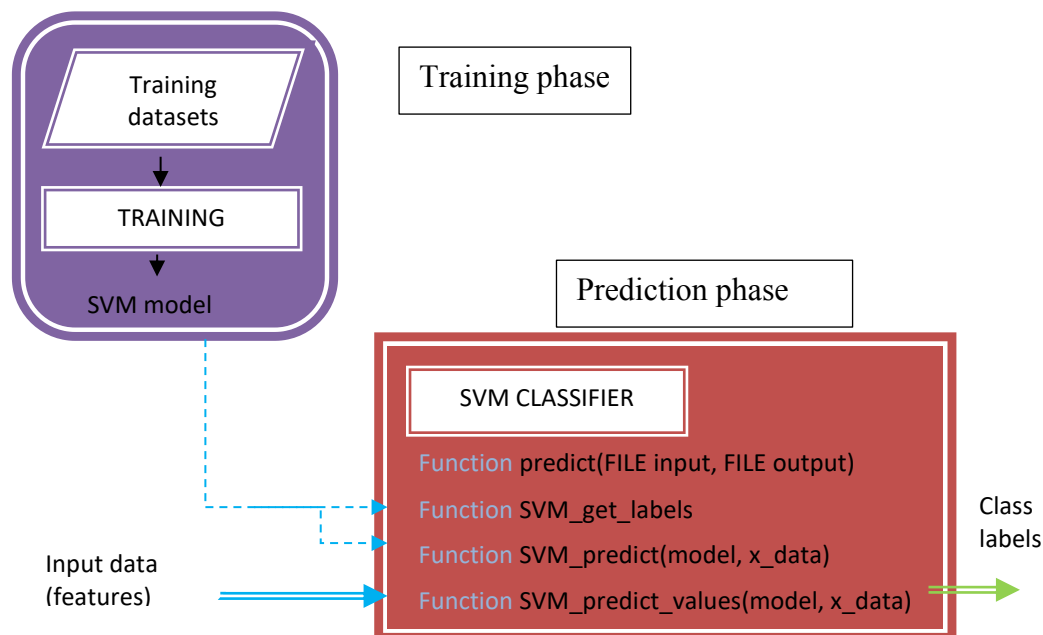 Training
datasets
Training phase
TRAINING
SVM model
Prediction phase
SVM CLASSIFIER
Function predict(FILE input, FILE output)
Function SVM_get_labels
Function SVM_predict(model, x_data)
Function SVM_predict_values(model, x_data)
Input data
(features)
Class
labels